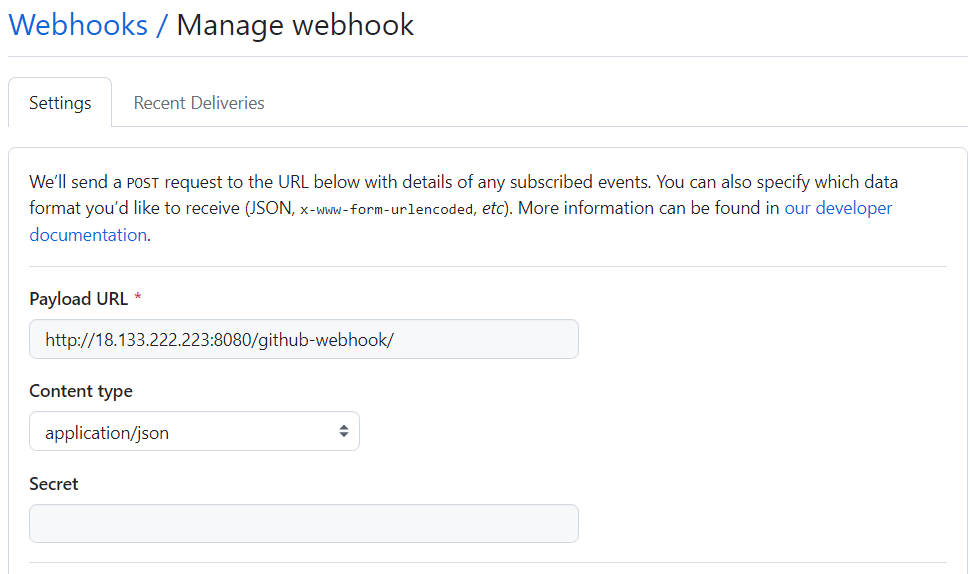 Webhooks / Manage webhook
Settings
Recent Deliveries
We’ll send a POST request to the URL below with details of any subscribed events. You can also specify which data
format you’d like to receive (JSON, x-www-form-urlencoded, etc). More information can be found in our developer
documentation.
Payload URL *
http://18.133.222.223:8080/github-webhook/
Content type
application/json
Secret